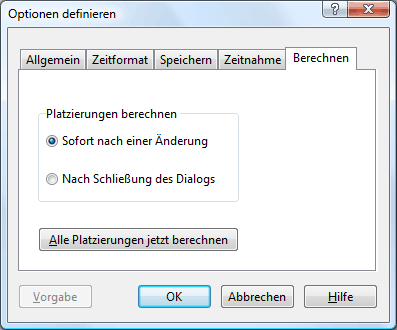 Optionen definieren
Allgemein Zeitformat Speichern Zeitnahme Berechnen
Platzierungen berechnen
Sofort nach einer Änderung
Nach Schließung des Dialogs
Alle Platzierungen jetzt berechnen
Vorgabe OK Abbrechen Hilfe